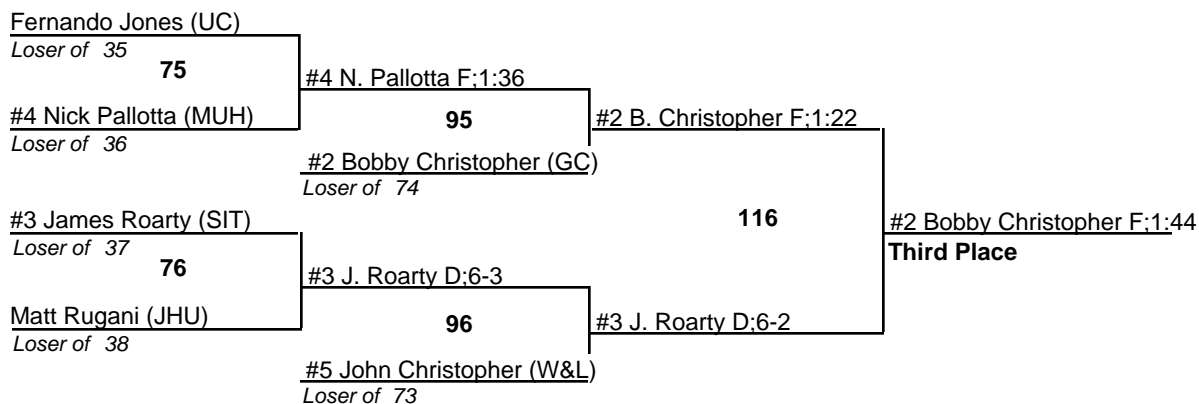 Fernando Jones (UC)
Loser of 35
75
#4 N. Pallotta F;1:36
#4 Nick Pallotta (MUH)
Loser of 36
95
#2 B. Christopher F;1:22
#2 Bobby Christopher (GC)
Loser of 74
#3 James Roarty (SIT)
Loser of 37
116
#2 Bobby Christopher F;1:44
Third Place
76
#3 J. Roarty D;6-3
Matt Rugani (JHU)
Loser of 38
96
#3 J. Roarty D;6-2
#5 John Christopher (W&L)
Loser of 73